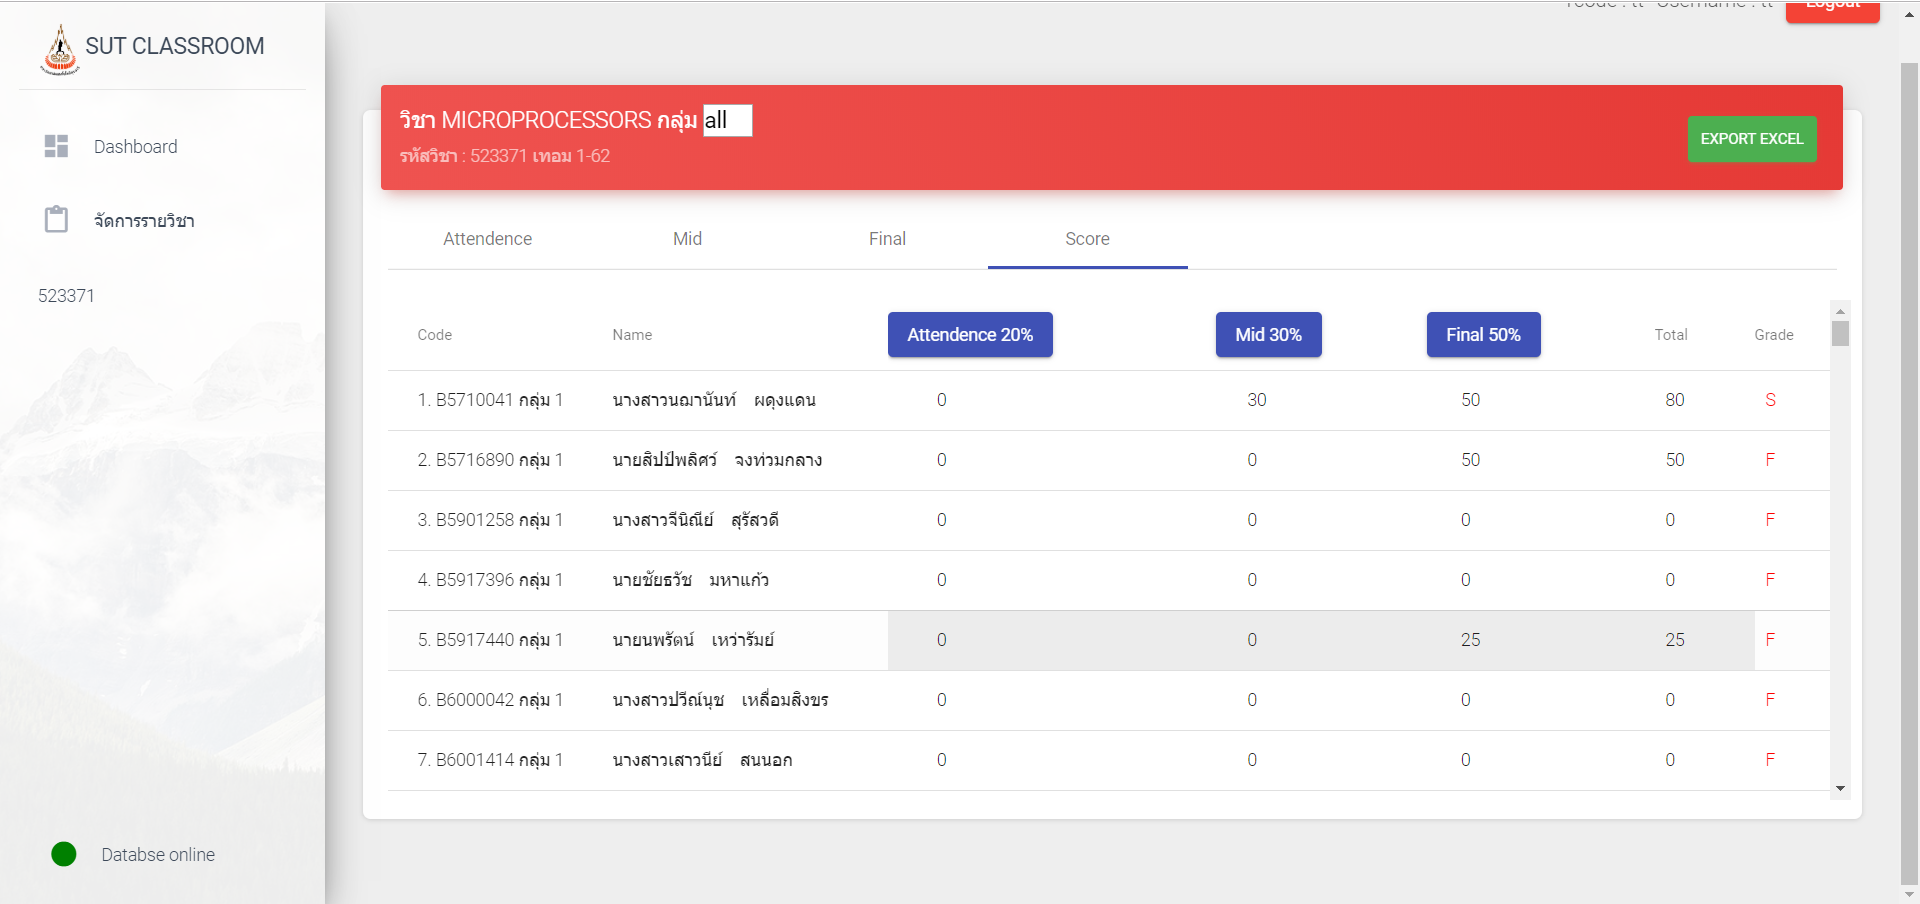 SUT CLASSROOM
Dashboard
จัดการรายวิชา
523371
Databse online
Tcode : tt Username : tt
Logout
วิชา MICROPROCESSORS กลุ่ม all
รหัสวิชา : 523371 เทอม 1-62
EXPORT EXCEL
Attendence Mid Final Score
Code Name Attendence 20% Mid 30% Final 50% Total Grade
1. B5710041 กลุ่ม 1 นางสาวนฌานันท์ ผดุงแดน 0 30 50 80 S
2. B5716890 กลุ่ม 1 นายสิปป์พลิศว์ จงท่วมกลาง 0 0 50 50 F
3. B5901258 กลุ่ม 1 นางสาวจีนิณีย์ สุรัสวดี 0 0 0 0 F
4. B5917396 กลุ่ม 1 นายชัยธวัช มหาแก้ว 0 0 0 0 F
5. B5917440 กลุ่ม 1 นายนพรัตน์ เหว่ารัมย์ 0 0 25 25 F
6. B6000042 กลุ่ม 1 นางสาวปวีณ์นุช เหลื่อมสิงขร 0 0 0 0 F
7. B6001414 กลุ่ม 1 นางสาวเสาวนีย์ สนนอก 0 0 0 0 F